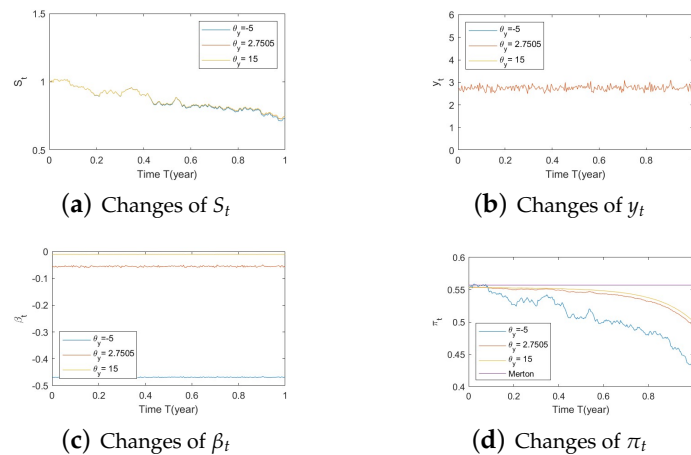 1.5
1
0.5
S_t
θ_y=-5
θ_y= 2.7505
θ_y= 15
0 0.2 0.4 0.6 0.8 1
Time T(year)
(a) Changes of S_t
6
5
4
3
2
1
0
y_t
θ_y=-5
θ_y= 2.7505
θ_y= 15
0 0.2 0.4 0.6 0.8 1
Time T(year)
(b) Changes of y_t
0
-0.1
-0.2
-0.3
-0.4
-0.5
β_t
θ_y=-5
θ_y= 2.7505
θ_y= 15
0 0.2 0.4 0.6 0.8 1
Time T(year)
(c) Changes of β_t
0.6
0.55
0.5
0.45
0.4
π_t
θ_y=-5
θ_y= 2.7505
θ_y= 15
Merton
0 0.2 0.4 0.6 0.8
Time T(year)
(d) Changes of π_t